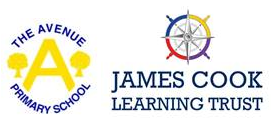 THE AVENUE
A
PRIMARY SCHOOL
JAMES COOK
LEARNING TRUST